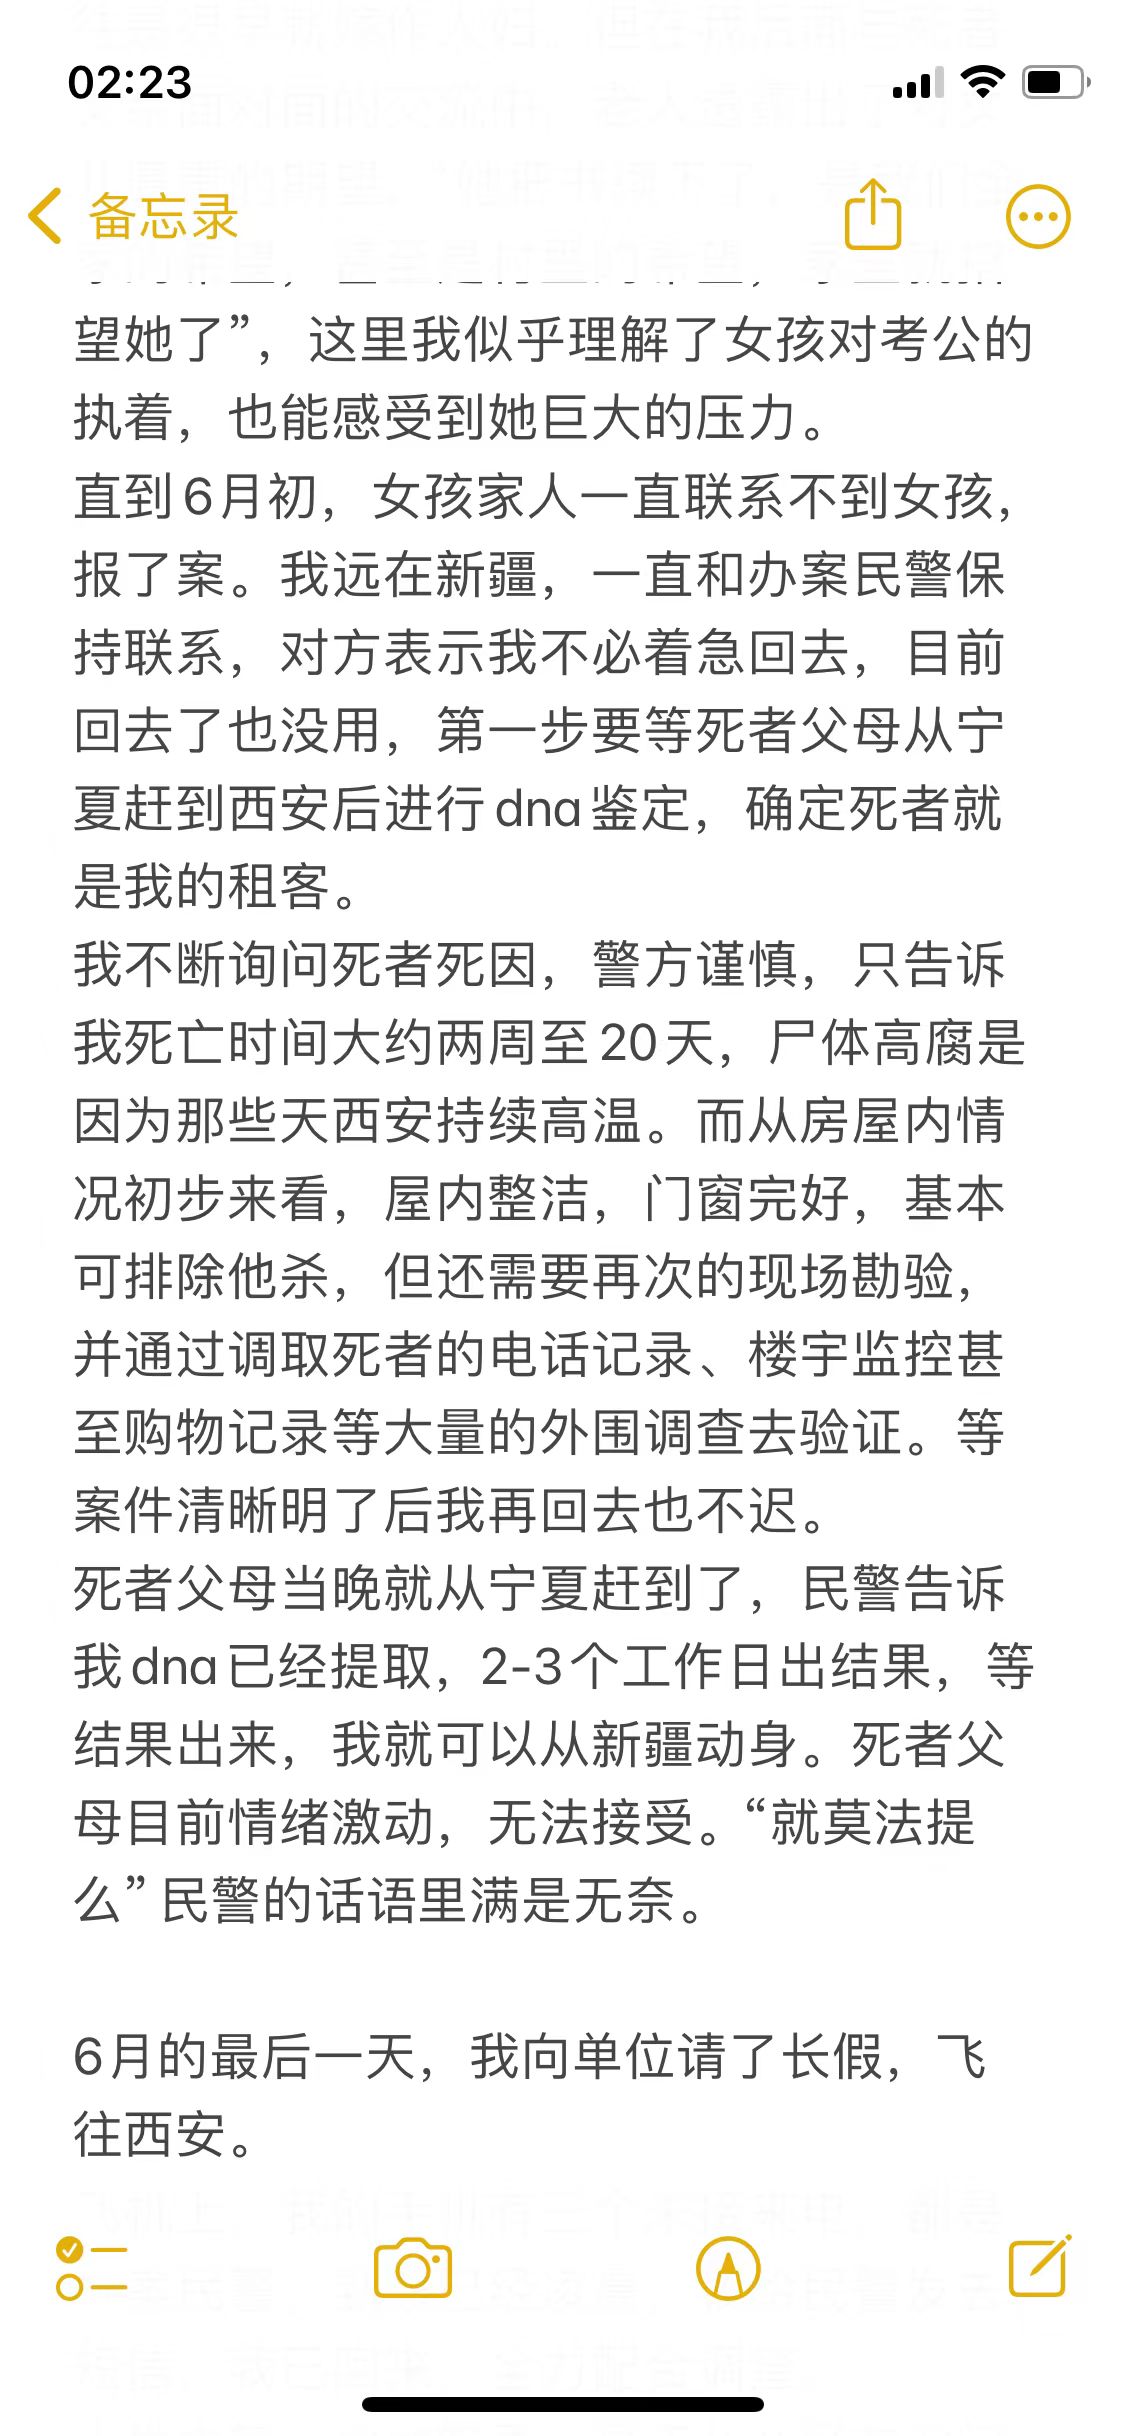 02:23
备忘录
望她了”，这里我似乎理解了女孩对考公的
执着，也能感受到她巨大的压力。
直到6月初，女孩家人一直联系不到女孩，
报了案。我远在新疆，一直和办案民警保
持联系，对方表示我不必着急回去，目前
回去了也没用，第一步要等死者父母从宁
夏赶到西安后进行dna鉴定，确定死者就
是我的租客。
我不断询问死者死因，警方谨慎，只告诉
我死亡时间大约两周至20天，尸体高腐是
因为那些天西安持续高温。而从房屋内情
况初步来看，屋内整洁，门窗完好，基本
可排除他杀，但还需要再次的现场勘验，
并通过调取死者的电话记录、楼宇监控甚
至购物记录等大量的外围调查去验证。等
案件清晰明了后我再回去也不迟。
死者父母当晚就从宁夏赶到了，民警告诉
我dna已经提取，2-3个工作日出结果，等
结果出来，我就可以从新疆动身。死者父
母目前情绪激动，无法接受。“就莫法提
么”民警的话语里满是无奈。
6月的最后一天，我向单位请了长假，飞
往西安。